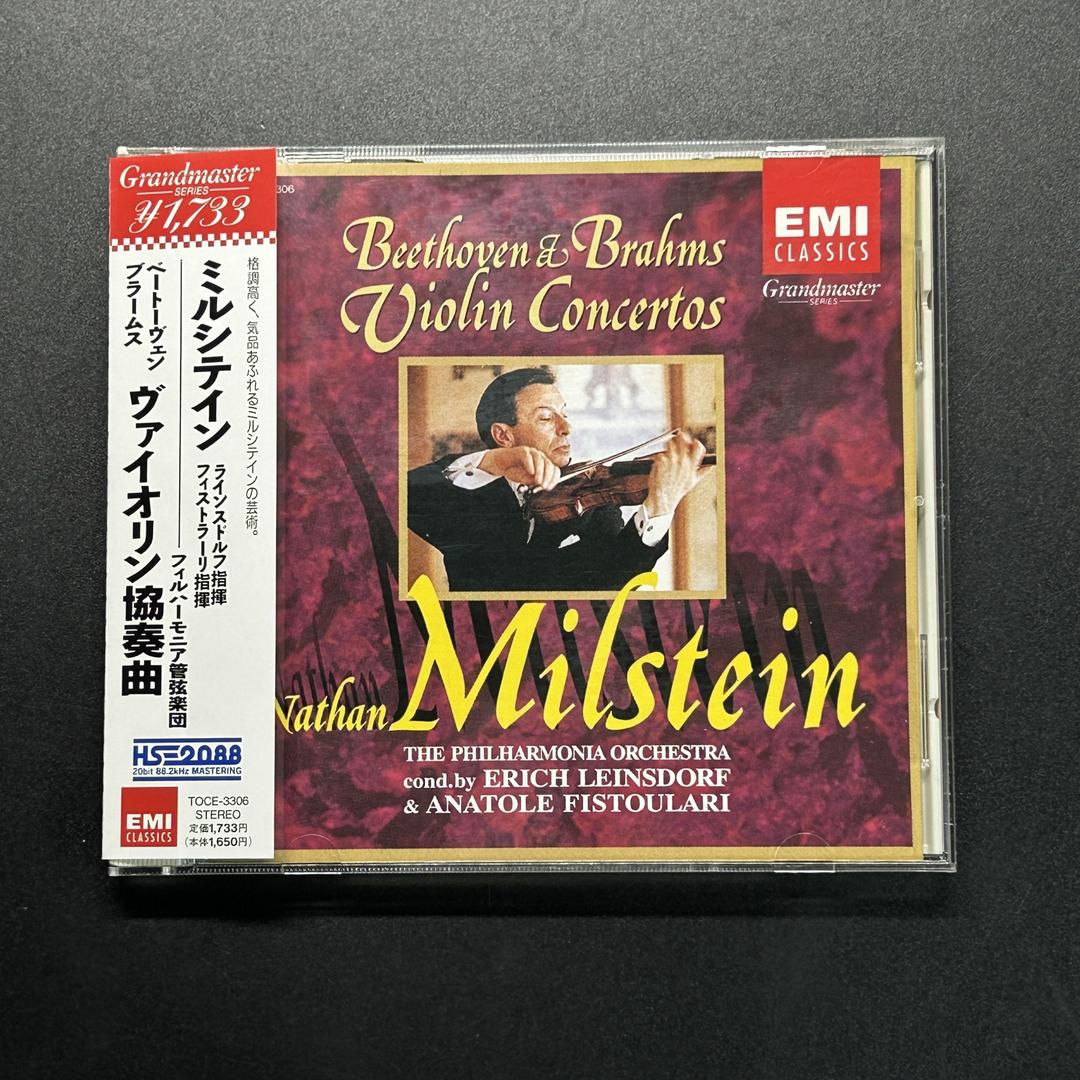 Grandmaster
SERIES
¥1,733
格調高く、気品あふれるミルシテインの芸術。
ミルシテイン
ラインスドルフ指揮
フィストラーリ指揮
フィルハーモニア管弦楽団
ベートーヴェン
ブラームス
ヴァイオリン協奏曲
HS-2088
20bit 88.2kHz MASTERING
EMI
CLASSICS
TOCE-3306
STEREO
定価1,733円
(本体1,650円)
306
Beethoven & Brahms
Violin Concertos
EMI
CLASSICS
Grandmaster
SERIES
Nathan Milstein
THE PHILHARMONIA ORCHESTRA
cond.by ERICH LEINSDORF
& ANATOLE FISTOULARI